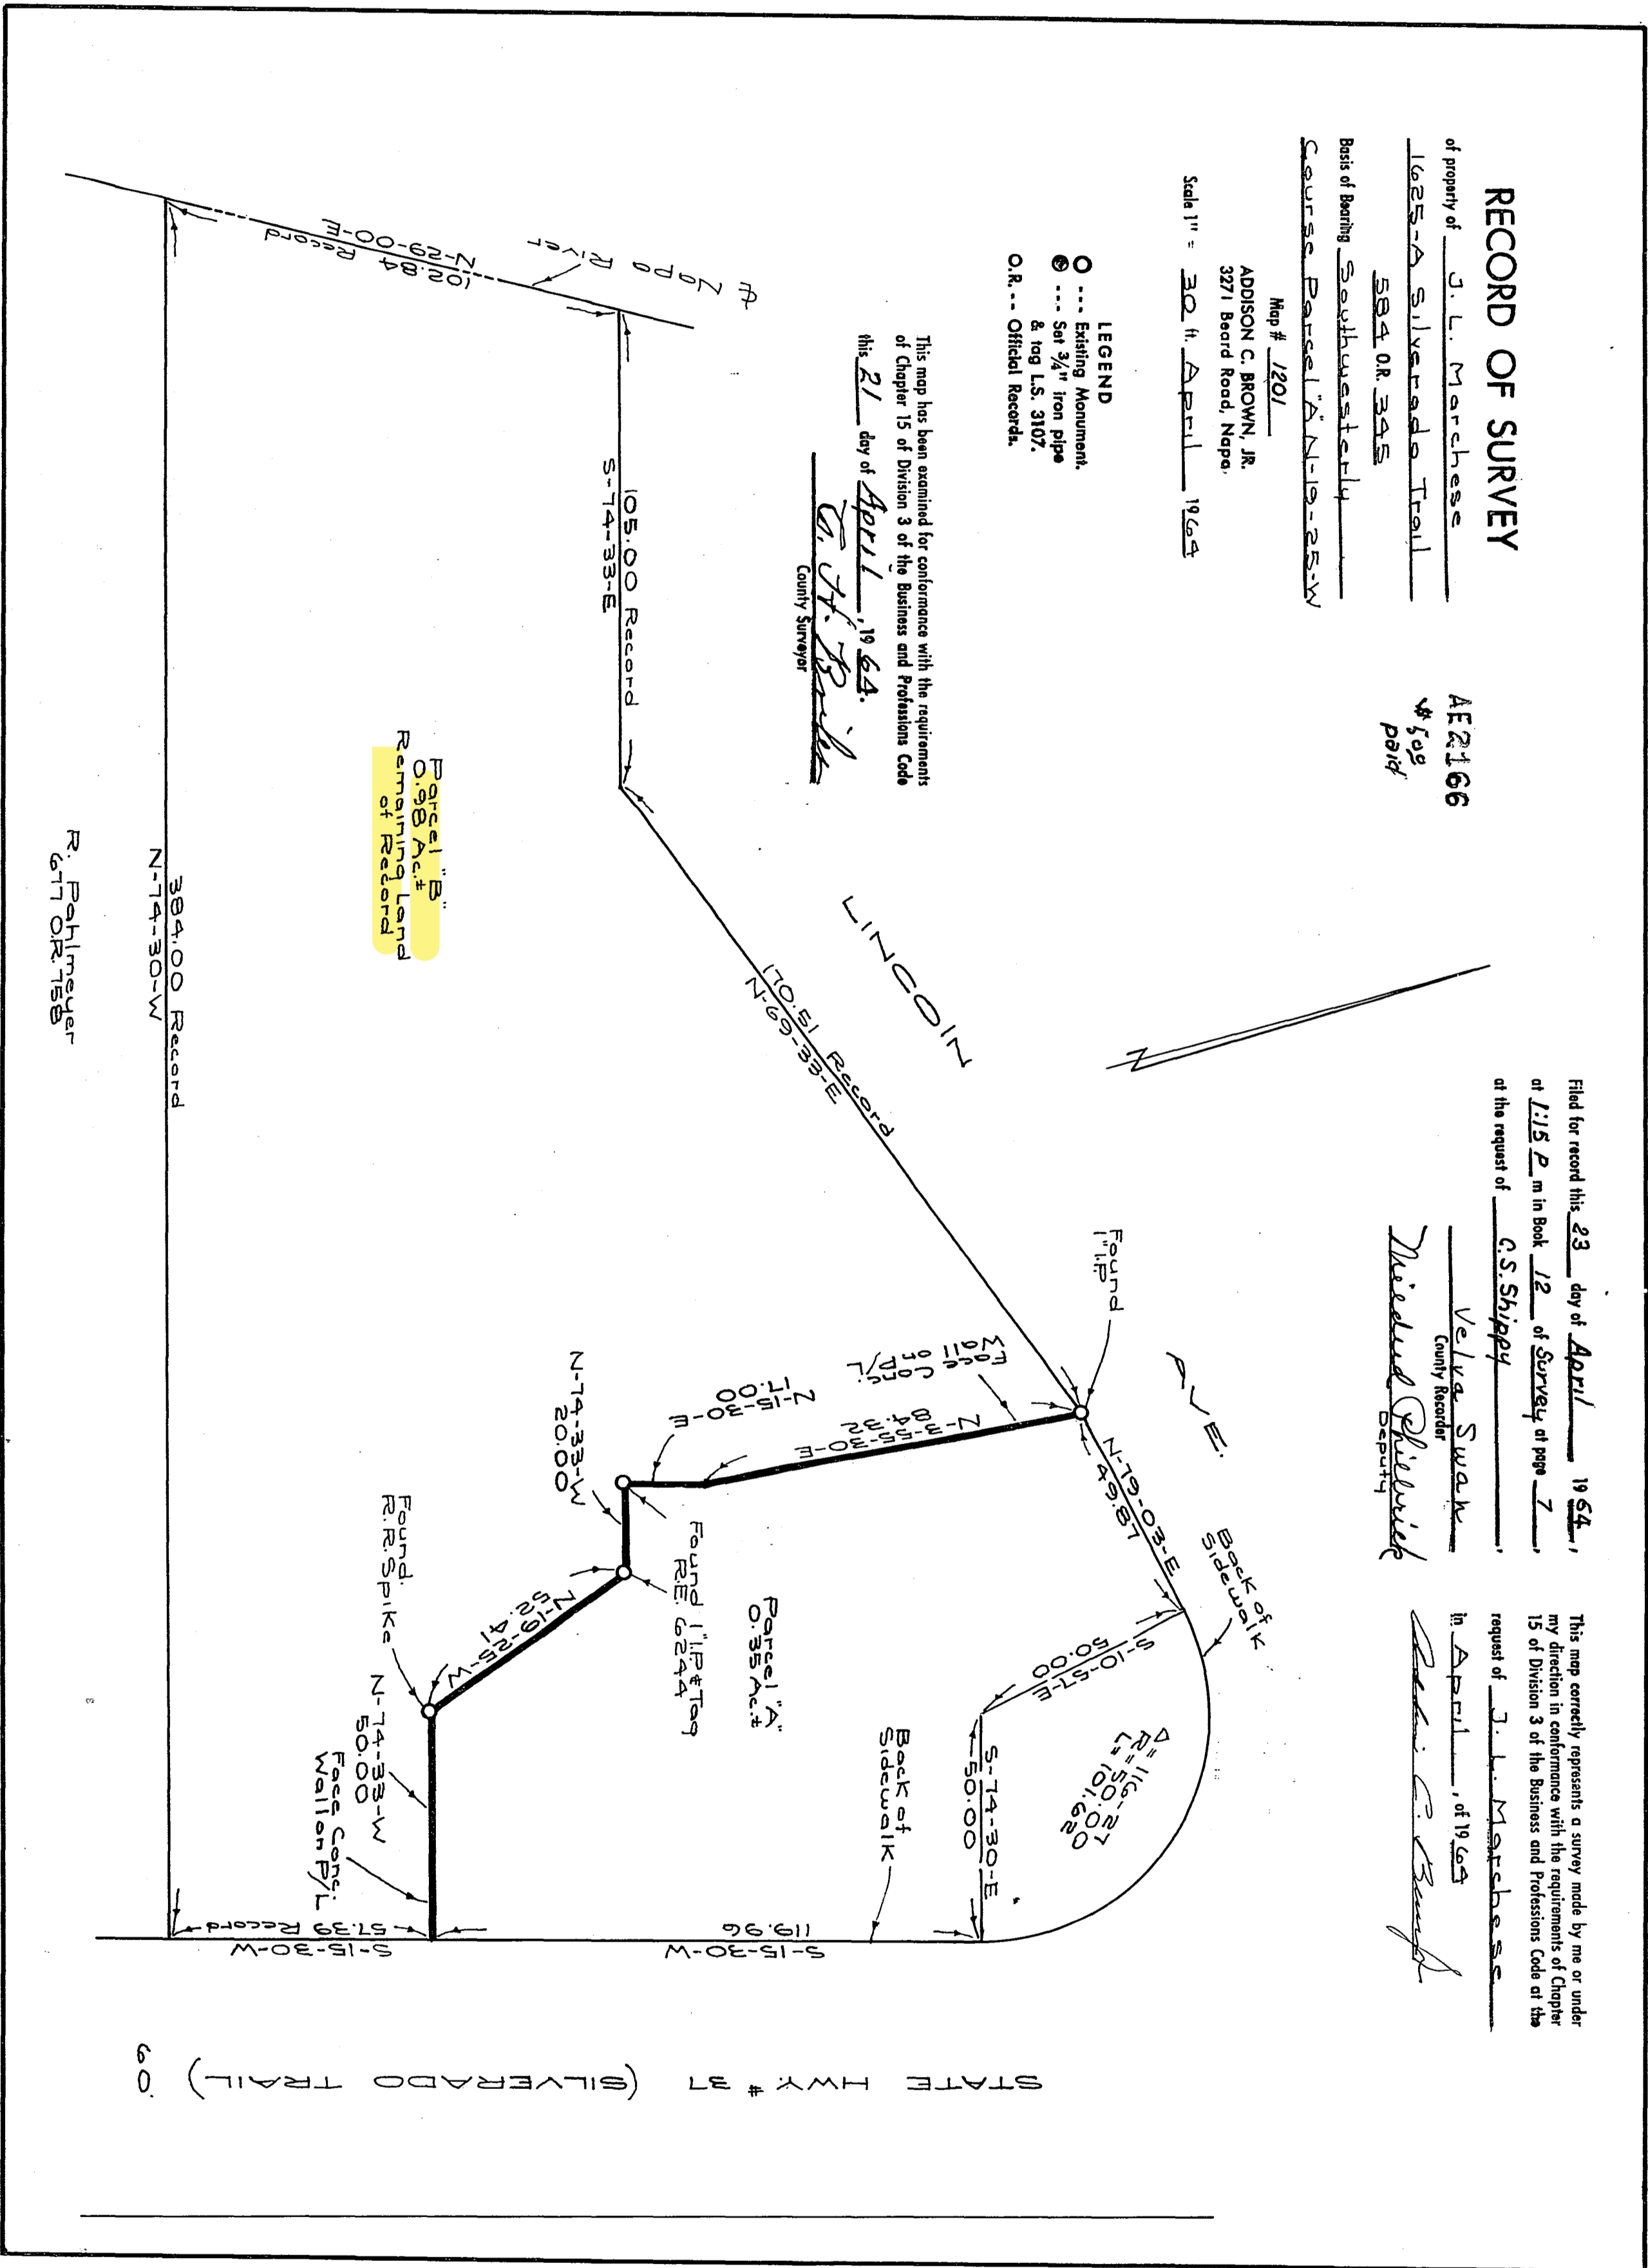 RECORD OF SURVEY
of property of J. L. Marchese
1625-A Silverado Trail
584 O.R. 345
Basis of Bearing Southwesterly
Course Parcel "A" N-19-25-W
Map # 1201
ADDISON C. BROWN, JR.
3271 Beard Road, Napa.
Scale 1" = 30 ft. April 1964
LEGEND
O --- Existing Monument.
--- Set 3/4" iron pipe
& tag L.S. 3107.
O.R. -- Official Records.
AE2166
paid
Filed for record this 23 day of April 1964,
at 1:15 P m in Book 12 of Survey at page 7,
at the request of C.S. Shippy.
Velva Swan
County Recorder
Deputy
This map correctly represents a survey made by me or under
my direction in conformance with the requirements of Chapter
15 of Division 3 of the Business and Professions Code at the
request of J. L. Marchese
in April, of 1964
This map has been examined for conformance with the requirements
of Chapter 15 of Division 3 of the Business and Professions Code
this 21 day of April, 1964.
County Surveyor
N
LINCOLN
AVE.
℄ Napa River
N-29-00-E
102.84 Record
105.00 Record
S-74-33-E
170.51 Record
N-69-33-E
Found
1" I.P
Face Conc.
Wall on P/L
N-3-55-30-E
84.32
N-15-30-E
17.00
N-74-33-W
20.00
Found 1" I.P & Tag
R.E. 6244
N-19-25-W
52.41
Found
R.R. Spike
N-74-33-W
50.00
Face Conc.
Wall on P/L
Parcel "A"
0.35 Ac.±
N-79-03-E
49.87
Back of
Sidewalk
S-10-57-E
50.00
Δ= 116-27
R= 50.00
L= 101.62
S-74-30-E
50.00
Back of
Sidewalk
119.96
S-15-30-W
57.39 Record
S-15-30-W
Parcel "B"
0.98 Ac.±
Remaining Land
of Record
384.00 Record
N-74-30-W
R. Pahlmeyer
677 O.R. 758
STATE HWY. # 37 (SILVERADO TRAIL)
60'